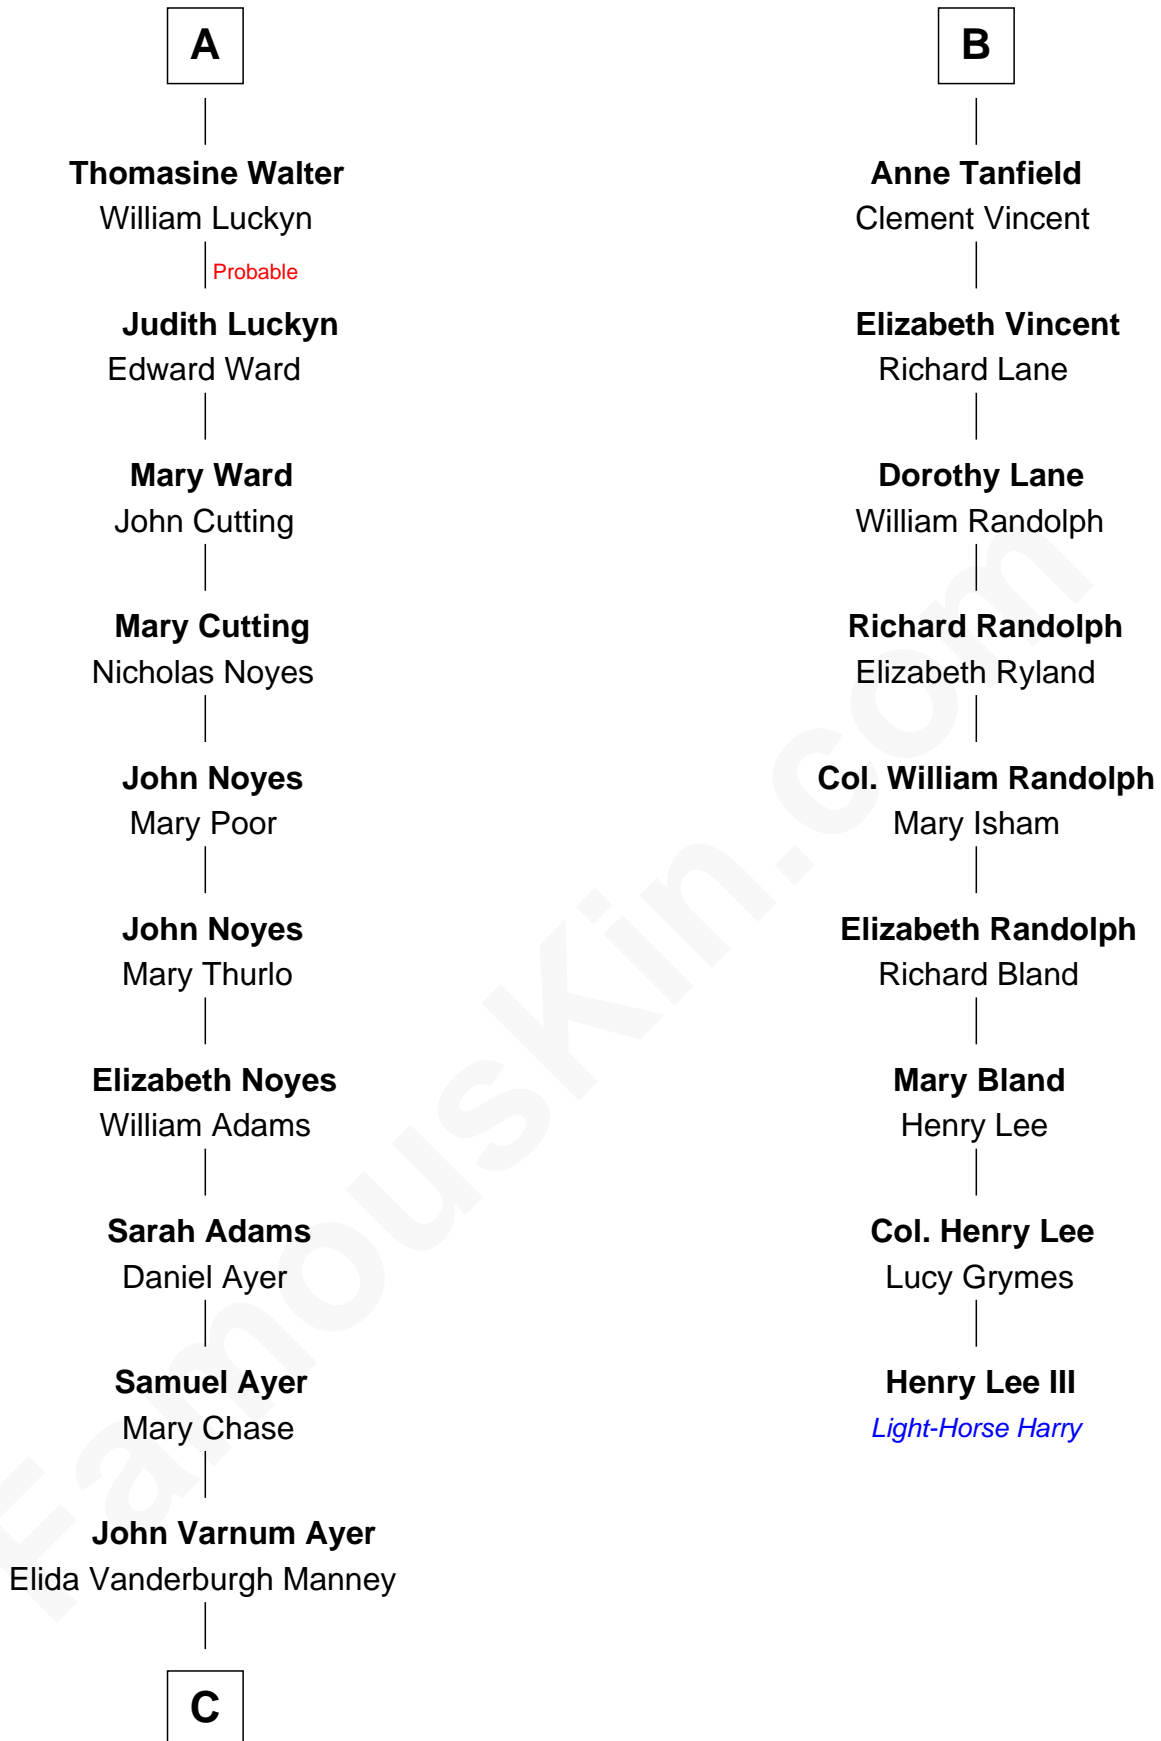 A
Thomasine Walter
William Luckyn
Probable
Judith Luckyn
Edward Ward
Mary Ward
John Cutting
Mary Cutting
Nicholas Noyes
John Noyes
Mary Poor
John Noyes
Mary Thurlo
Elizabeth Noyes
William Adams
Sarah Adams
Daniel Ayer
Samuel Ayer
Mary Chase
John Varnum Ayer
Elida Vanderburgh Manney
C
B
Anne Tanfield
Clement Vincent
Elizabeth Vincent
Richard Lane
Dorothy Lane
William Randolph
Richard Randolph
Elizabeth Ryland
Col. William Randolph
Mary Isham
Elizabeth Randolph
Richard Bland
Mary Bland
Henry Lee
Col. Henry Lee
Lucy Grymes
Henry Lee III
Light-Horse Harry
FamousKin.com